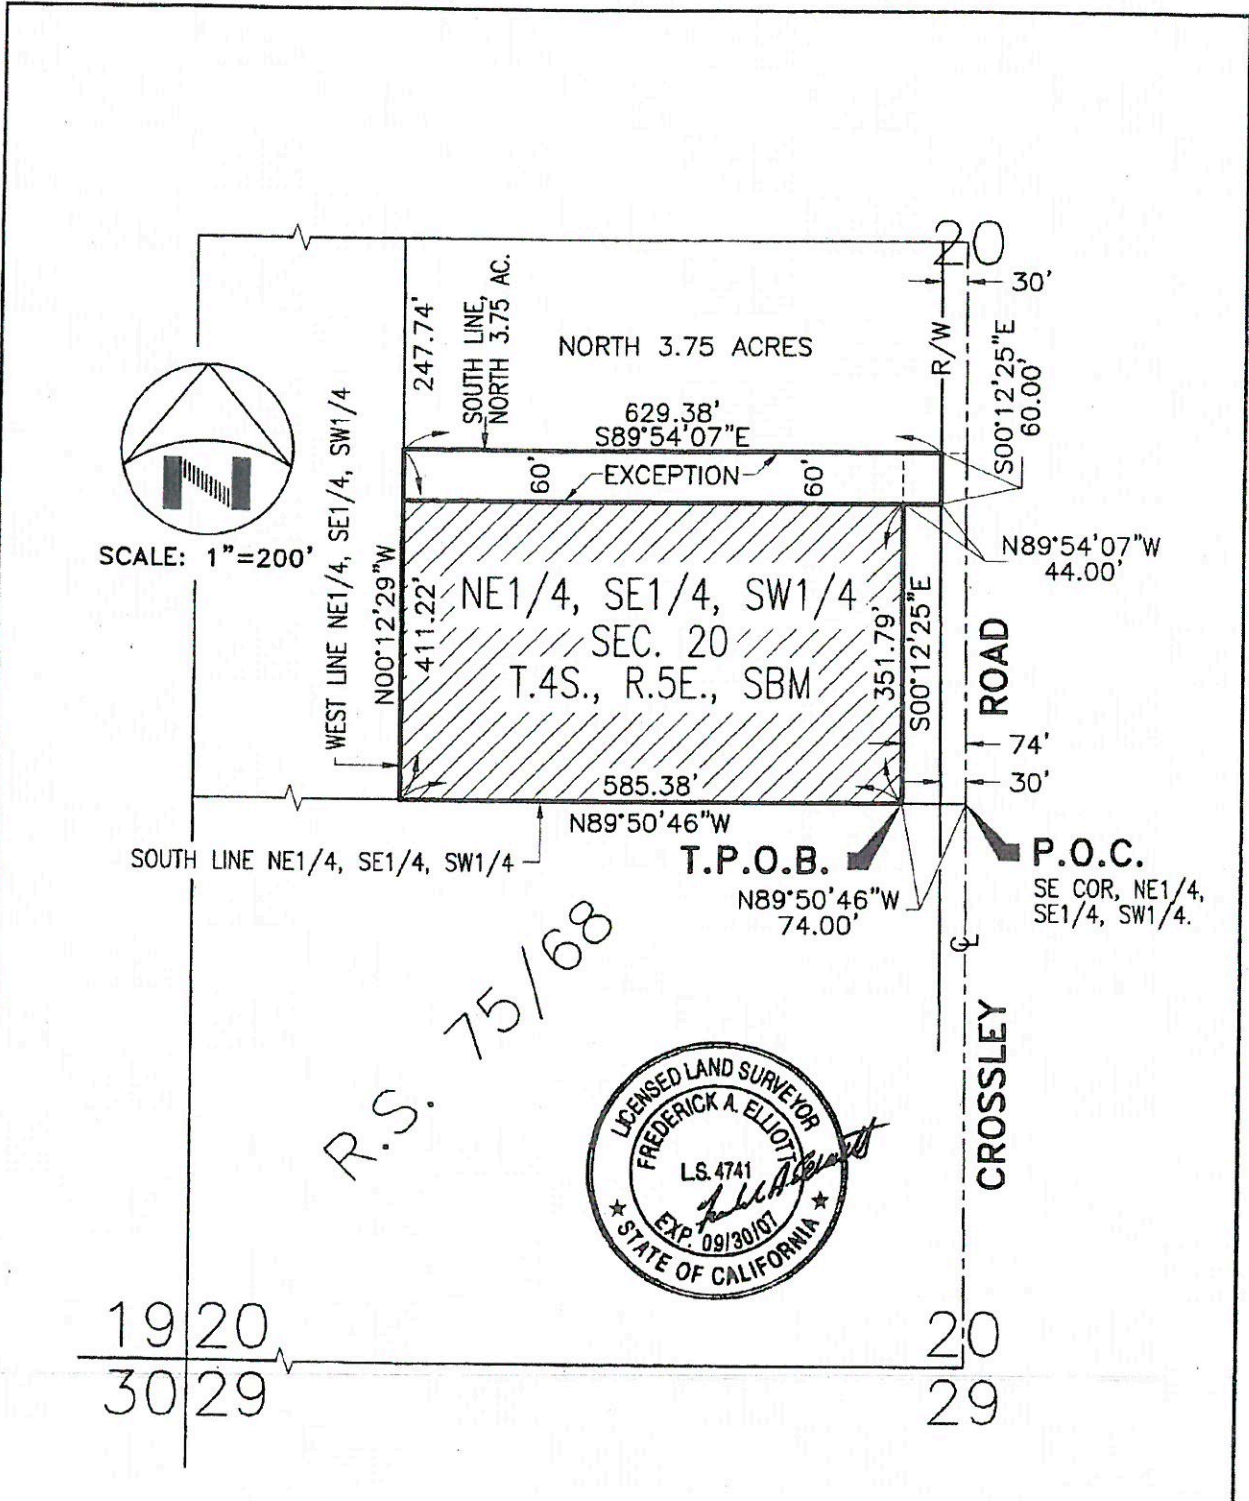 20
30'
SOUTH LINE,
NORTH 3.75 AC.
247.74'
NORTH 3.75 ACRES
R/W
S00°12'25"E
60.00'
629.38'
S89°54'07"E
60'
EXCEPTION
60'
WEST LINE NE1/4, SE1/4, SW1/4
N
SCALE: 1"=200'
N89°54'07"W
44.00'
N00°12'29"W
411.22'
NE1/4, SE1/4, SW1/4
SEC. 20
T.4S., R.5E., SBM
351.79'
S00°12'25"E
ROAD
74'
30'
585.38'
N89°50'46"W
SOUTH LINE NE1/4, SE1/4, SW1/4
T.P.O.B.
N89°50'46"W
74.00'
P.O.C.
SE COR, NE1/4,
SE1/4, SW1/4.
CL
R.S. 75/68
CROSSLEY
LICENSED LAND SURVEYOR
FREDERICK A. ELLIOTT
L.S. 4741
EXP. 09/30/07
STATE OF CALIFORNIA
19 20
30 29
20
29